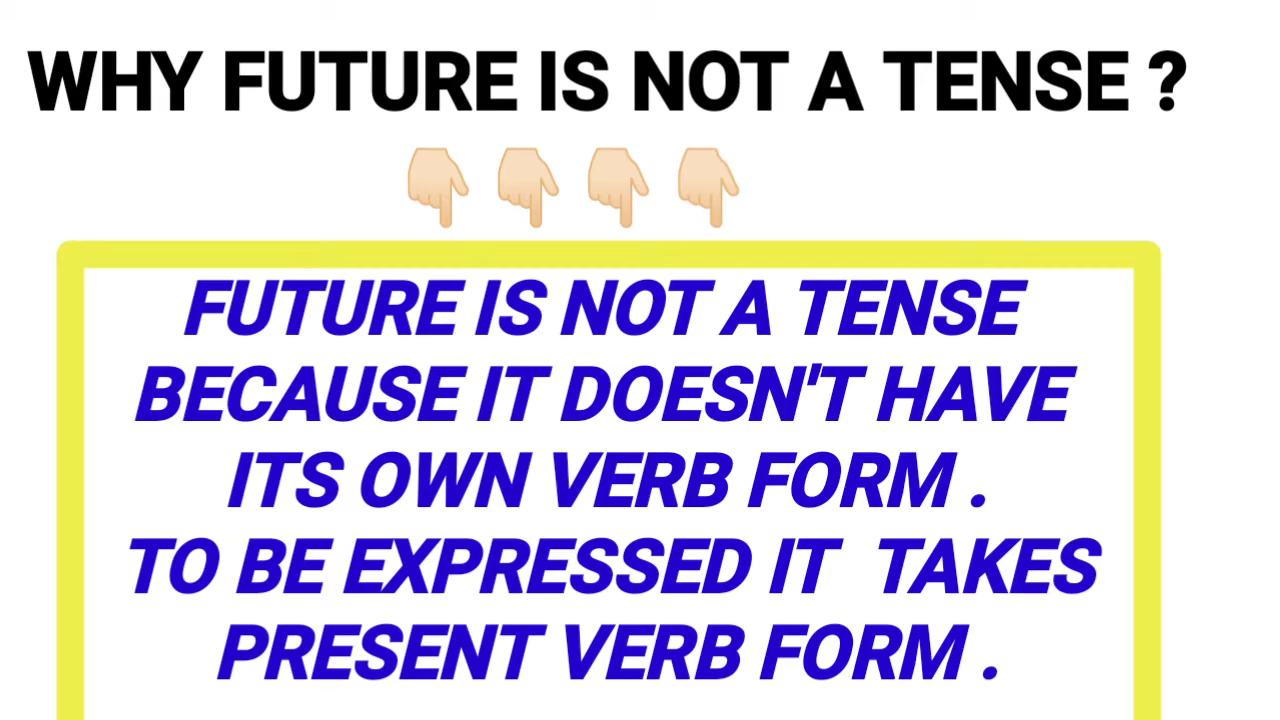 WHY FUTURE IS NOT A TENSE ?
👇🏻 👇🏻 👇🏻 👇🏻
FUTURE IS NOT A TENSE
BECAUSE IT DOESN'T HAVE
ITS OWN VERB FORM .
TO BE EXPRESSED IT TAKES
PRESENT VERB FORM .